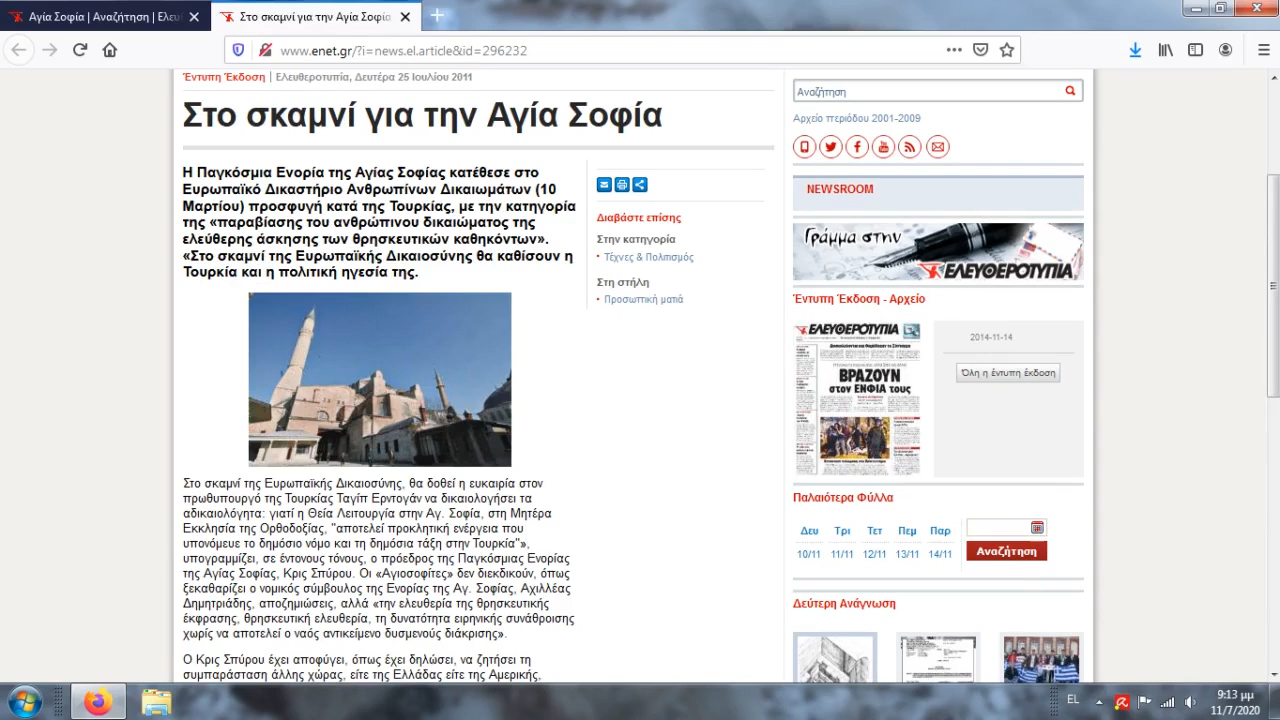 Αγία Σοφία | Αναζήτηση | Ελευ
Στο σκαμνί για την Αγία Σοφία
www.enet.gr/?i=news.el.article&id=296232
Έντυπη Έκδοση | Ελευθεροτυπία, Δευτέρα 25 Ιουλίου 2011
Στο σκαμνί για την Αγία Σοφία
Η Παγκόσμια Ενορία της Αγίας Σοφίας κατέθεσε στο
Ευρωπαϊκό Δικαστήριο Ανθρωπίνων Δικαιωμάτων (10
Μαρτίου) προσφυγή κατά της Τουρκίας, με την κατηγορία
της «παραβίασης του ανθρώπινου δικαιώματος της
ελεύθερης άσκησης των θρησκευτικών καθηκόντων».
«Στο σκαμνί της Ευρωπαϊκής Δικαιοσύνης θα καθίσουν η
Τουρκία και η πολιτική ηγεσία της.
Στο σκαμνί της Ευρωπαϊκής Δικαιοσύνης, θα δοθεί η ευκαιρία στον
πρωθυπουργό της Τουρκίας Ταγίπ Ερντογάν να δικαιολογήσει τα
αδικαιολόγητα: γιατί η Θεία Λειτουργία στην Αγ. Σοφία, στη Μητέρα
Εκκλησία της Ορθοδοξίας, "αποτελεί προκλητική ενέργεια που
υπονόμευε το δημόσιο νόμο και τη δημόσια τάξη στην Τουρκία"»,
υπογραμμίζει, σε έντονους τόνους, ο πρόεδρος της Παγκόσμιας Ενορίας
της Αγίας Σοφίας, Κρις Σπύρου. Οι «Αγιοσοφίτες» δεν διεκδικούν, όπως
ξεκαθαρίζει ο νομικός σύμβουλος της Ενορίας της Αγ. Σοφίας, Αχιλλέας
Δημητριάδης, αποζημιώσεις, αλλά «την ελευθερία της θρησκευτικής
έκφρασης, θρησκευτική ελευθερία, τη δυνατότητα ειρηνικής συνάθροισης
χωρίς να αποτελεί ο ναός αντικείμενο δυσμενούς διάκρισης».
Ο Κρις Σπύρου έχει αποφύγει, όπως έχει δηλώσει, να ζητήσει τη
συμπαράσταση άλλης χώρας, είτε της Ελλάδας είτε της Αμερικής,
Διαβάστε επίσης
Στην κατηγορία
Τέχνες & Πολιτισμός
Στη στήλη
Προσωπική ματιά
Αναζήτηση
Αρχείο περιόδου 2001-2009
NEWSROOM
Γράμμα στην
ΕΛΕΥΘΕΡΟΤΥΠΙΑ
Έντυπη Έκδοση - Αρχείο
ΕΛΕΥΘΕΡΟΤΥΠΙΑ
ΒΡΑΖΟΥΝ
στον ΕΝΦΙΑ τους
2014-11-14
Όλη η έντυπη έκδοση
Παλαιότερα Φύλλα
Δευ Τρι Τετ Πεμ Παρ
10/11 11/11 12/11 13/11 14/11
Αναζήτηση
Δεύτερη Ανάγνωση
EL
9:13 μμ
11/7/2020